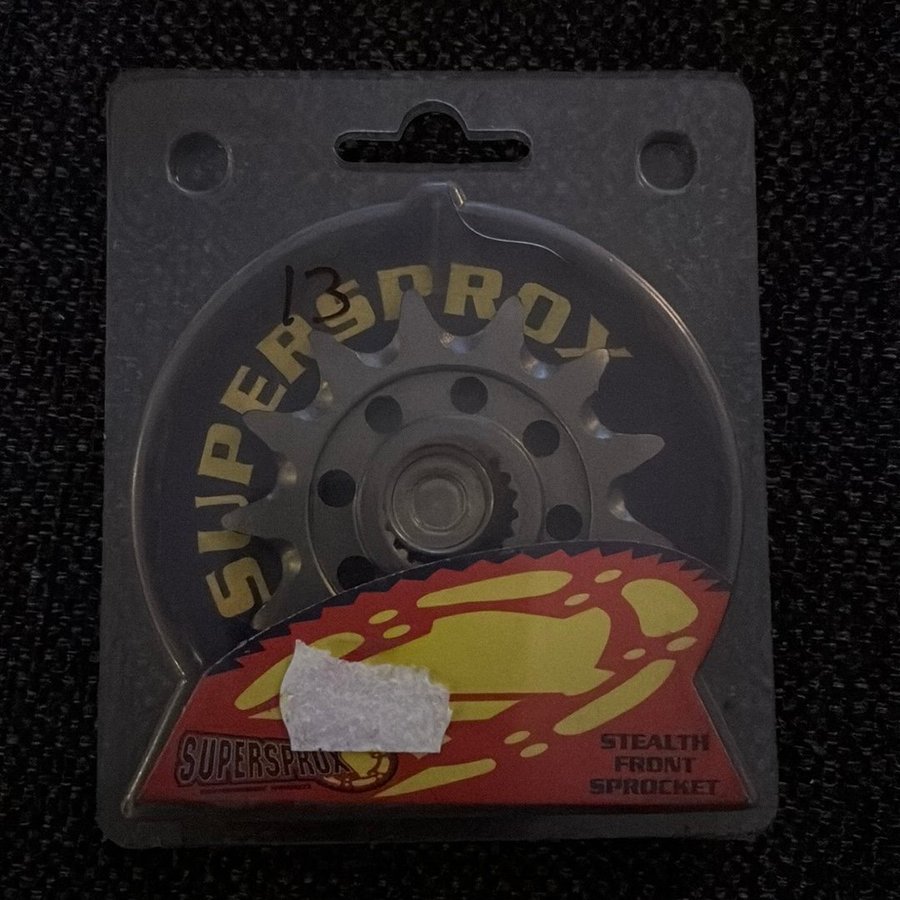 13
SUPERSPROX
SUPERSPROX
STEALTH
FRONT
SPROCKET